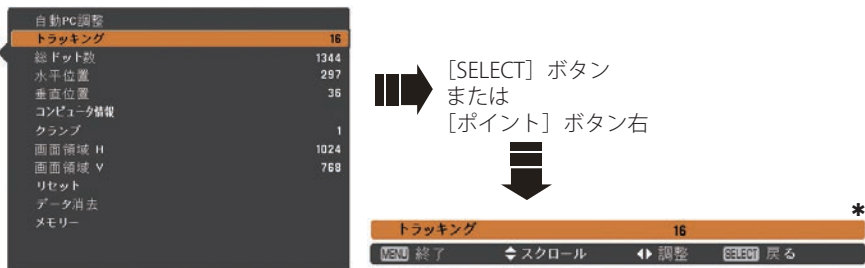 自動PC調整
トラッキング 16
総ドット数 1344
水平位置 297
垂直位置 36
コンピュータ情報
クランプ 1
画面領域 H 1024
画面領域 V 768
リセット
データ消去
メモリー
[SELECT] ボタン
または
[ポイント] ボタン右
*
トラッキング 16
MENU 終了 スクロール 調整 SELECT 戻る